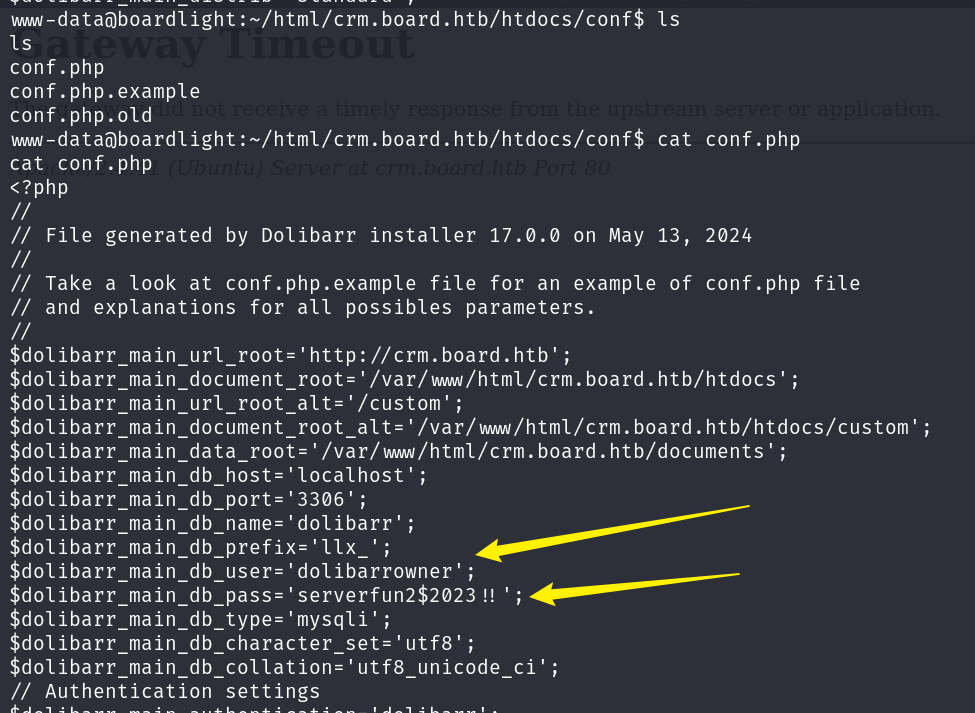 www-data@boardlight:~/html/crm.board.htb/htdocs/conf$ ls
ls
Gateway Timeout
conf.php
conf.php.example
The gateway did not receive a timely response from the upstream server or application.
conf.php.old
www-data@boardlight:~/html/crm.board.htb/htdocs/conf$ cat conf.php
cat conf.php
(Ubuntu) Server at crm.board.htb Port 80
<?php
//
// File generated by Dolibarr installer 17.0.0 on May 13, 2024
//
// Take a look at conf.php.example file for an example of conf.php file
// and explanations for all possibles parameters.
//
$dolibarr_main_url_root='http://crm.board.htb';
$dolibarr_main_document_root='/var/www/html/crm.board.htb/htdocs';
$dolibarr_main_url_root_alt='/custom';
$dolibarr_main_document_root_alt='/var/www/html/crm.board.htb/htdocs/custom';
$dolibarr_main_data_root='/var/www/html/crm.board.htb/documents';
$dolibarr_main_db_host='localhost';
$dolibarr_main_db_port='3306';
$dolibarr_main_db_name='dolibarr';
$dolibarr_main_db_prefix='llx_';
$dolibarr_main_db_user='dolibarrowner';
$dolibarr_main_db_pass='serverfun2$2023!!';
$dolibarr_main_db_type='mysqli';
$dolibarr_main_db_character_set='utf8';
$dolibarr_main_db_collation='utf8_unicode_ci';
// Authentication settings
$dolibarr_main_authentication='dolibarr';